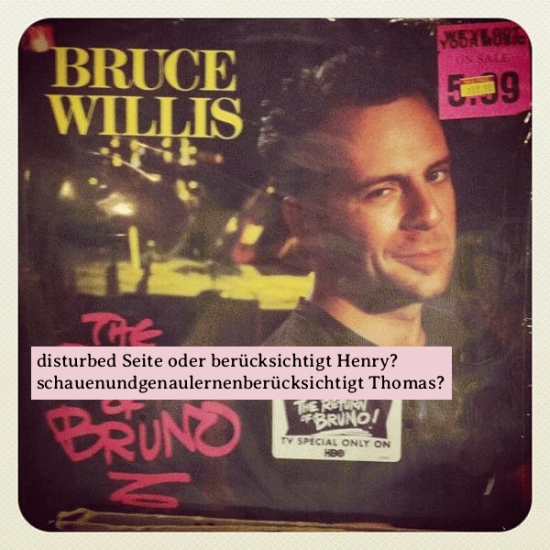 BRUCE
WILLIS
WE'VE GOT
YOUR MUSIC
ON SALE
5.99
THE
disturbed Seite oder berücksichtigt Henry?
schauenundgenaulernenberücksichtigt Thomas?
OF
BRUNO
THE RETURN
OF BRUNO!
TV SPECIAL ONLY ON
HBO